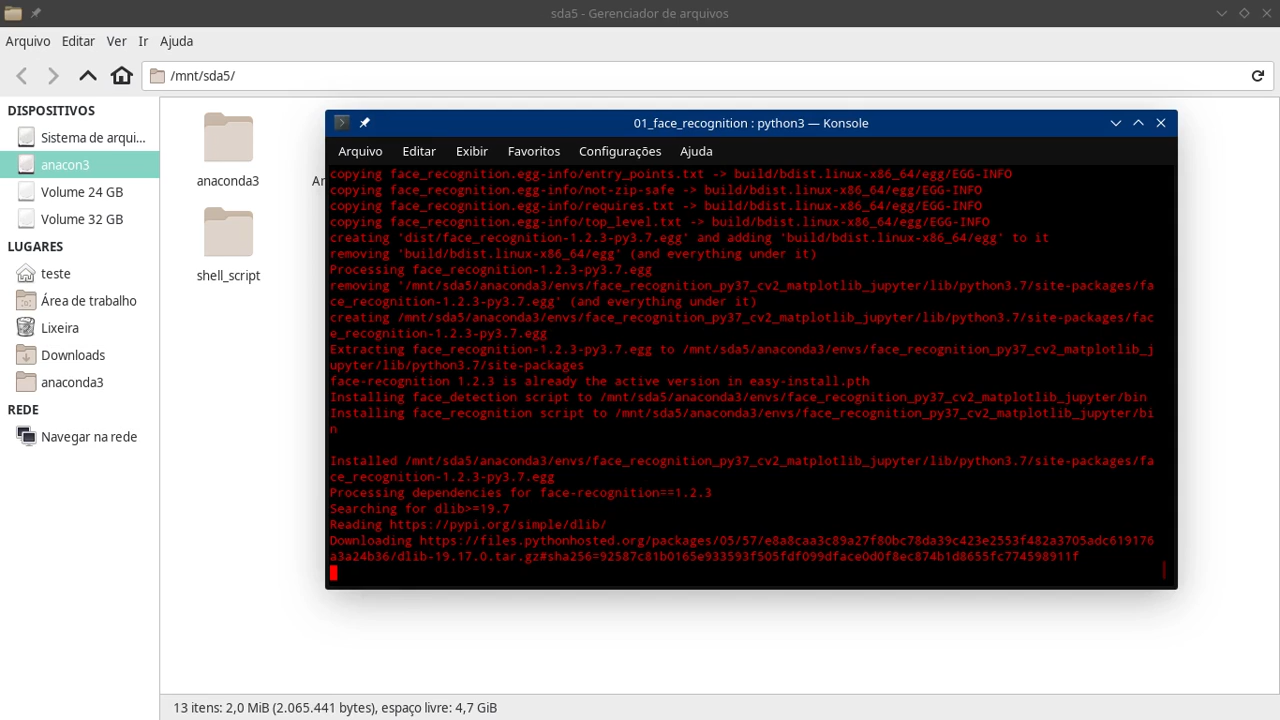 sda5 - Gerenciador de arquivos
Arquivo Editar Ver Ir Ajuda
/mnt/sda5/
DISPOSITIVOS
Sistema de arqui...
anacon3
Volume 24 GB
Volume 32 GB
LUGARES
teste
Área de trabalho
Lixeira
Downloads
anaconda3
REDE
Navegar na rede
anaconda3
Ar
shell_script
01_face_recognition : python3 — Konsole
Arquivo Editar Exibir Favoritos Configurações Ajuda
copying face_recognition.egg-info/entry_points.txt -> build/bdist.linux-x86_64/egg/EGG-INFO
copying face_recognition.egg-info/not-zip-safe -> build/bdist.linux-x86_64/egg/EGG-INFO
copying face_recognition.egg-info/requires.txt -> build/bdist.linux-x86_64/egg/EGG-INFO
copying face_recognition.egg-info/top_level.txt -> build/bdist.linux-x86_64/egg/EGG-INFO
creating 'dist/face_recognition-1.2.3-py3.7.egg' and adding 'build/bdist.linux-x86_64/egg' to it
removing 'build/bdist.linux-x86_64/egg' (and everything under it)
Processing face_recognition-1.2.3-py3.7.egg
removing '/mnt/sda5/anaconda3/envs/face_recognition_py37_cv2_matplotlib_jupyter/lib/python3.7/site-packages/fa
ce_recognition-1.2.3-py3.7.egg' (and everything under it)
creating /mnt/sda5/anaconda3/envs/face_recognition_py37_cv2_matplotlib_jupyter/lib/python3.7/site-packages/fac
e_recognition-1.2.3-py3.7.egg
Extracting face_recognition-1.2.3-py3.7.egg to /mnt/sda5/anaconda3/envs/face_recognition_py37_cv2_matplotlib_j
upyter/lib/python3.7/site-packages
face-recognition 1.2.3 is already the active version in easy-install.pth
Installing face_detection script to /mnt/sda5/anaconda3/envs/face_recognition_py37_cv2_matplotlib_jupyter/bin
Installing face_recognition script to /mnt/sda5/anaconda3/envs/face_recognition_py37_cv2_matplotlib_jupyter/bi
n
Installed /mnt/sda5/anaconda3/envs/face_recognition_py37_cv2_matplotlib_jupyter/lib/python3.7/site-packages/fa
ce_recognition-1.2.3-py3.7.egg
Processing dependencies for face-recognition==1.2.3
Searching for dlib>=19.7
Reading https://pypi.org/simple/dlib/
Downloading https://files.pythonhosted.org/packages/05/57/e8a8caa3c89a27f80bc78da39c423e2553f482a3705adc619176
a3a24b36/dlib-19.17.0.tar.gz#sha256=92587c81b0165e933593f505fdf099dface0d0f8ec874b1d8655fc774598911f
13 itens: 2,0 MiB (2.065.441 bytes), espaço livre: 4,7 GiB